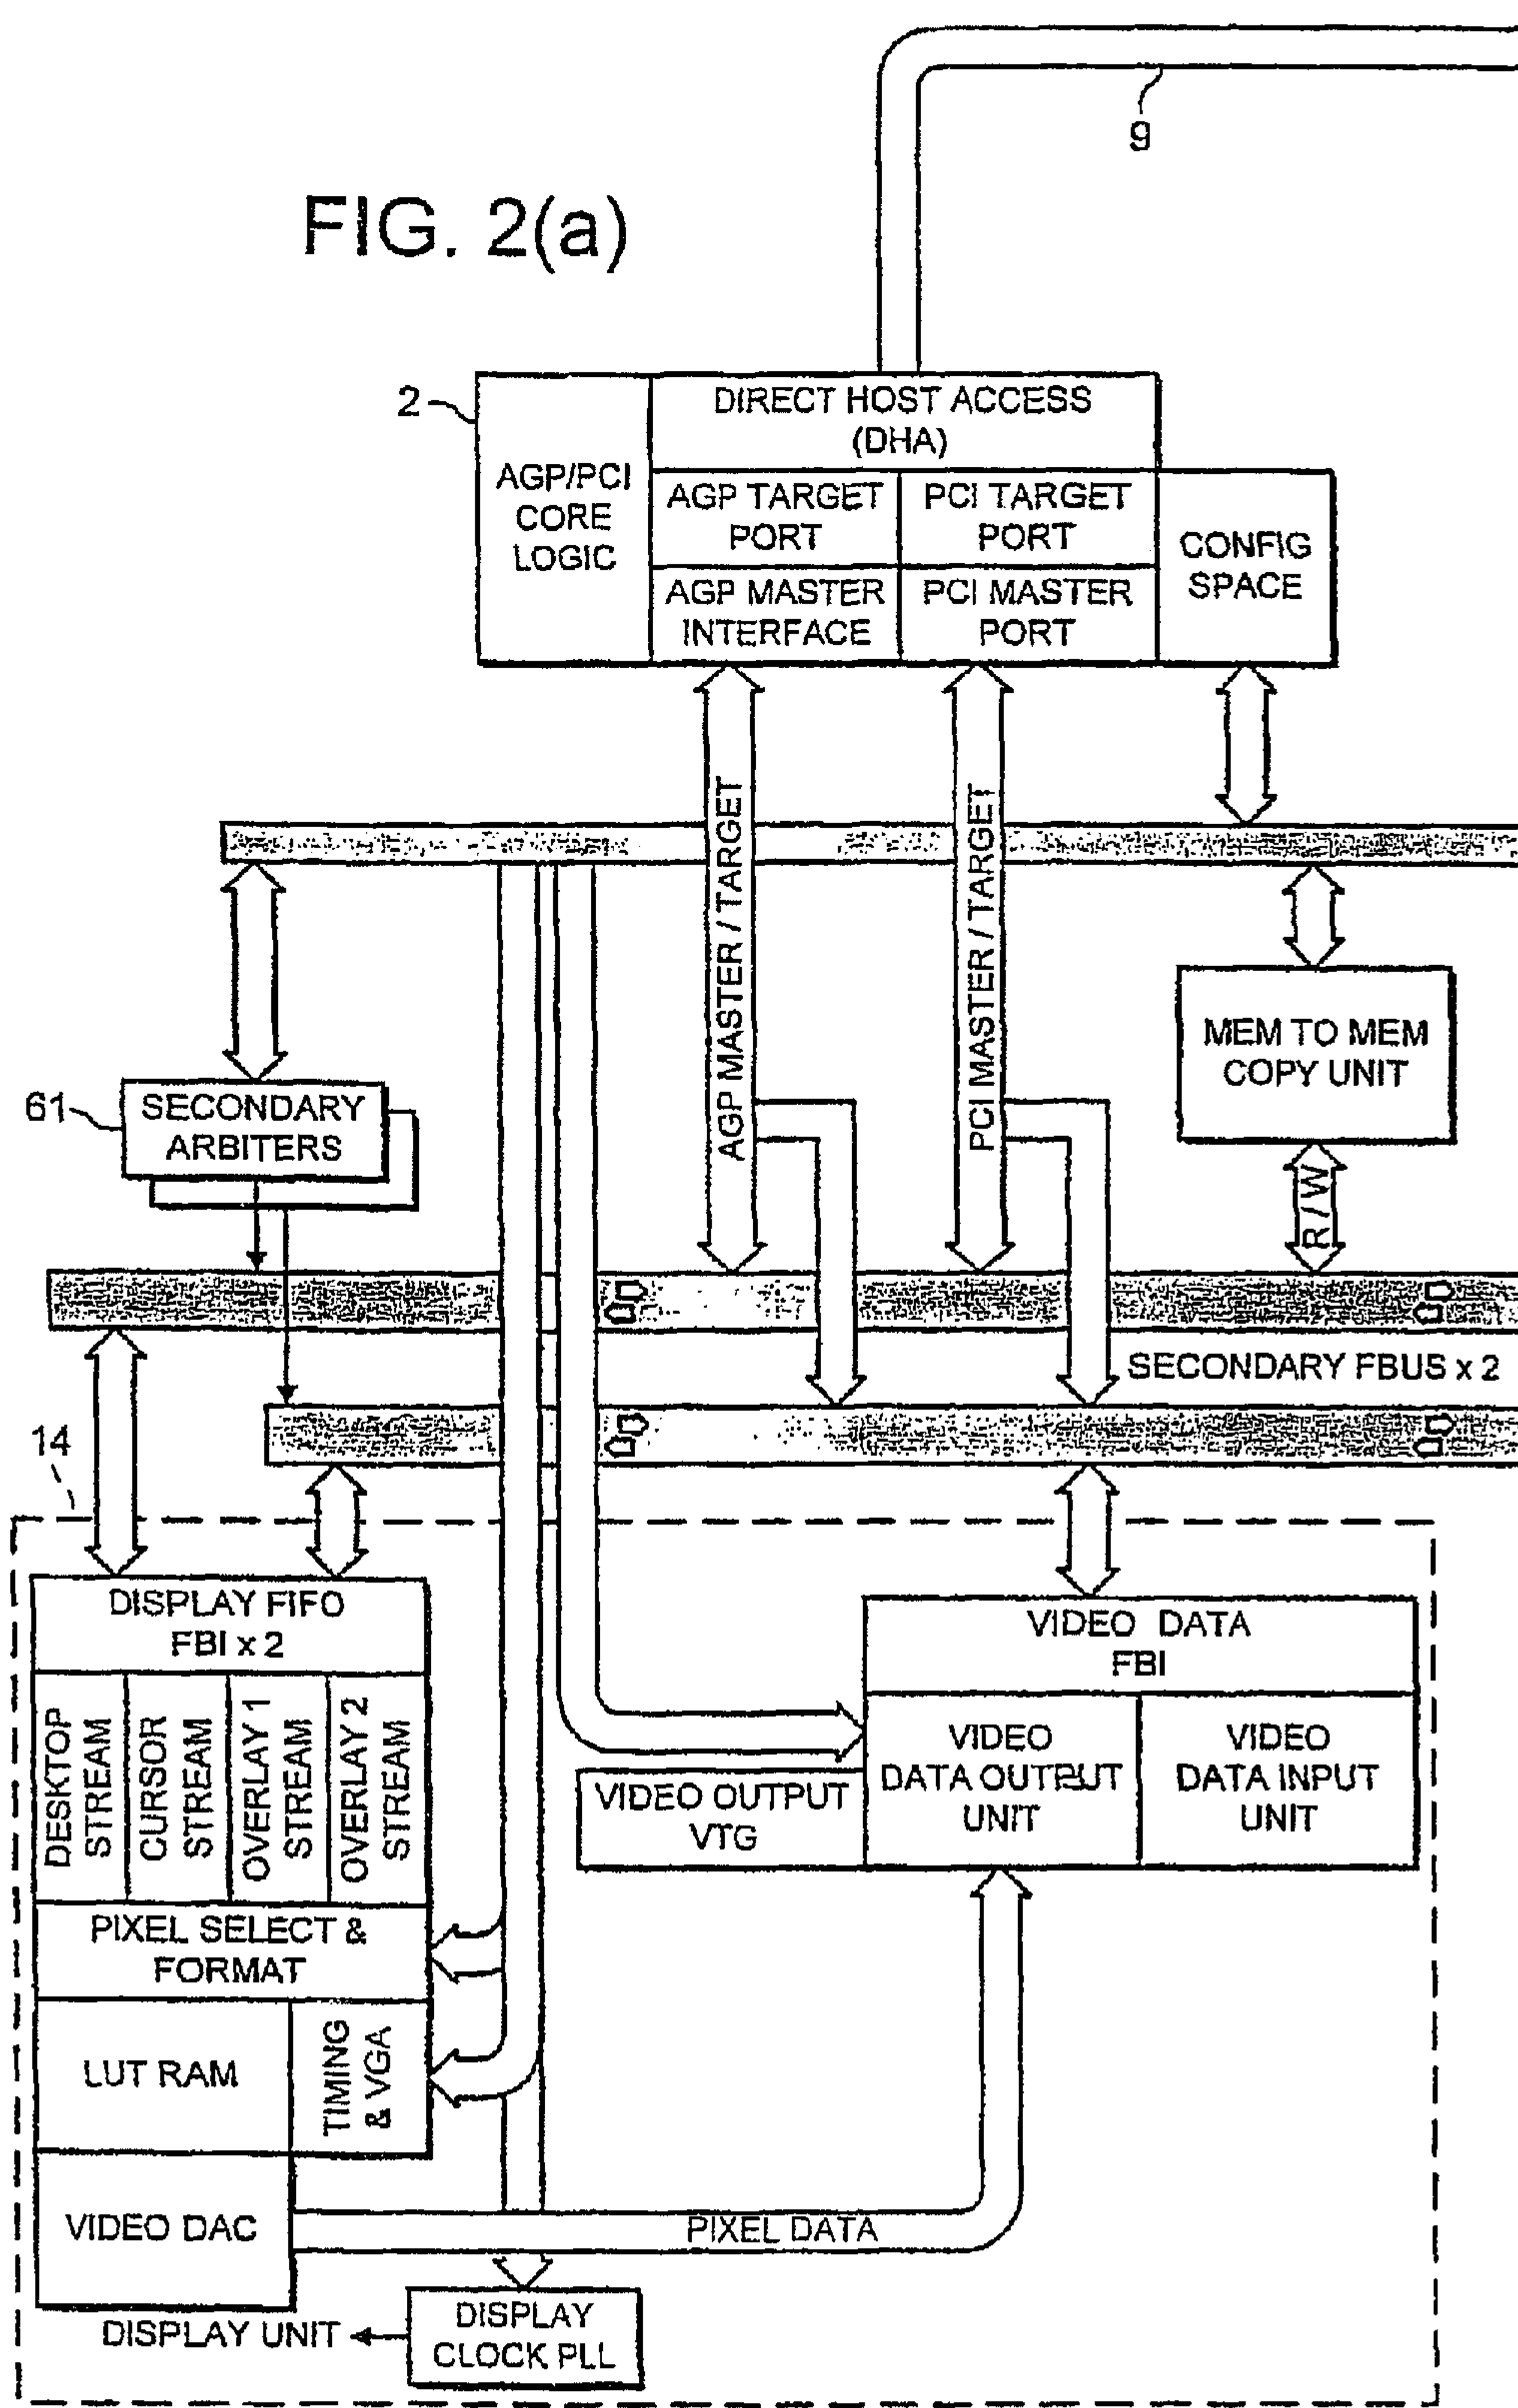 9
FIG. 2(a)
2
DIRECT HOST ACCESS
(DHA)
AGP/PCI
CORE
LOGIC
AGP TARGET
PORT
PCI TARGET
PORT
CONFIG
SPACE
AGP MASTER
INTERFACE
PCI MASTER
PORT
AGP MASTER / TARGET
PCI MASTER / TARGET
MEM TO MEM
COPY UNIT
61
SECONDARY
ARBITERS
R / W
SECONDARY FBUS x 2
14
DISPLAY FIFO
FBI x 2
VIDEO DATA
FBI
DESKTOP
STREAM
CURSOR
STREAM
OVERLAY 1
STREAM
OVERLAY 2
STREAM
VIDEO
DATA OUTPUT
UNIT
VIDEO
DATA INPUT
UNIT
VIDEO OUTPUT
VTG
PIXEL SELECT &
FORMAT
LUT RAM
TIMING
& VGA
VIDEO DAC
PIXEL DATA
DISPLAY UNIT
DISPLAY
CLOCK PLL